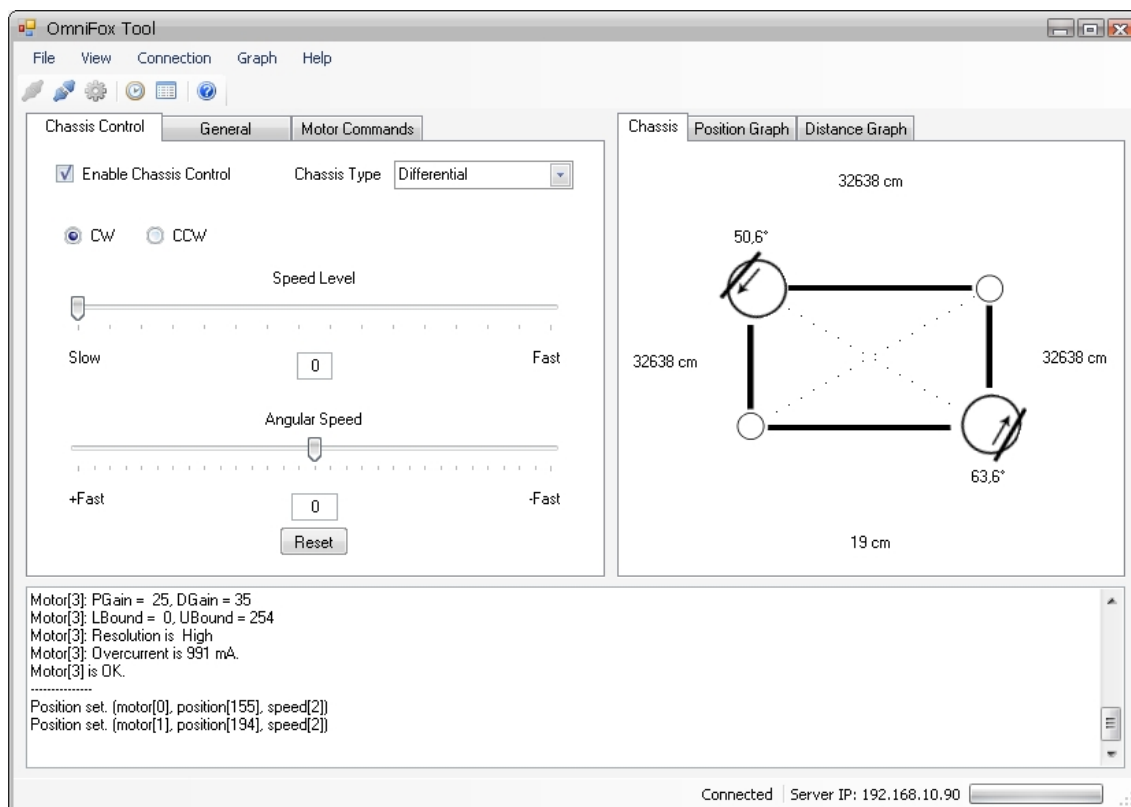 OmniFox Tool
File View Connection Graph Help
Chassis Control General Motor Commands
Enable Chassis Control Chassis Type Differential
CW CCW
Speed Level
Slow 0 Fast
Angular Speed
+Fast 0 -Fast
Reset
Chassis Position Graph Distance Graph
32638 cm
50,6°
32638 cm 32638 cm
63,6°
19 cm
Motor[3]: PGain = 25, DGain = 35
Motor[3]: LBound = 0, UBound = 254
Motor[3]: Resolution is High
Motor[3]: Overcurrent is 991 mA.
Motor[3] is OK.
---------------
Position set. (motor[0], position[155], speed[2])
Position set. (motor[1], position[194], speed[2])
Connected Server IP: 192.168.10.90